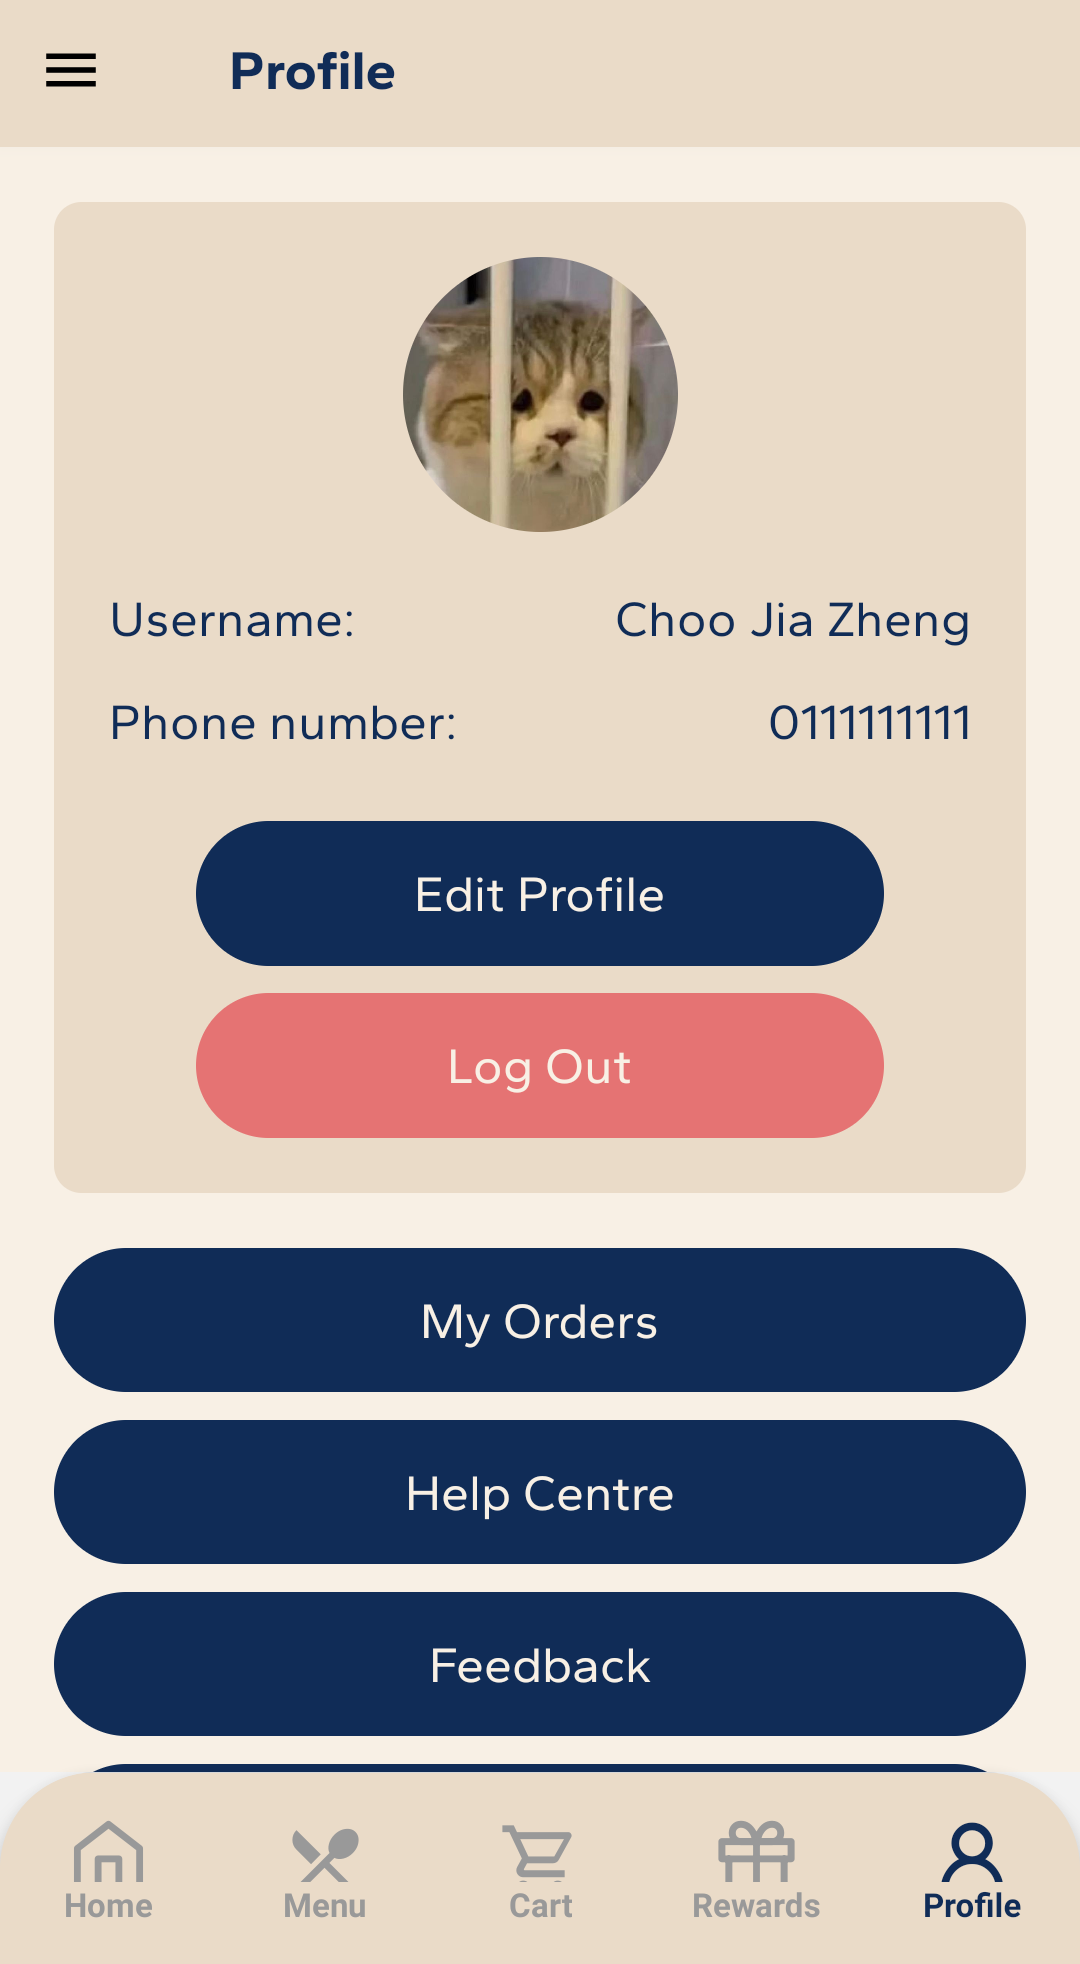 Profile
Username: Choo Jia Zheng
Phone number: 0111111111
Edit Profile
Log Out
My Orders
Help Centre
Feedback
Home Menu Cart Rewards Profile